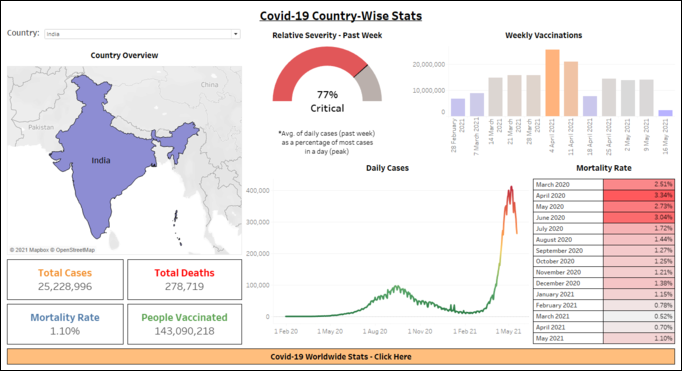 Covid-19 Country-Wise Stats
Country:
India
Country Overview
China
Pakistan
India
© 2021 Mapbox © OpenStreetMap
Total Cases
25,228,996
Total Deaths
278,719
Mortality Rate
1.10%
People Vaccinated
143,090,218
Relative Severity - Past Week
77%
Critical
*Avg. of daily cases (past week)
as a percentage of most cases
in a day (peak)
Weekly Vaccinations
20,000,000
10,000,000
0
28 February 2021
7 March 2021
14 March 2021
21 March 2021
28 March 2021
4 April 2021
11 April 2021
18 April 2021
25 April 2021
2 May 2021
9 May 2021
16 May 2021
Daily Cases
400,000
300,000
200,000
100,000
0
1 Feb 20
1 May 20
1 Aug 20
1 Nov 20
1 Feb 21
1 May 21
Mortality Rate
March 2020 2.51%
April 2020 3.34%
May 2020 2.73%
June 2020 3.04%
July 2020 1.72%
August 2020 1.44%
September 2020 1.27%
October 2020 1.25%
November 2020 1.21%
December 2020 1.38%
January 2021 1.15%
February 2021 0.78%
March 2021 0.52%
April 2021 0.70%
May 2021 1.10%
Covid-19 Worldwide Stats - Click Here